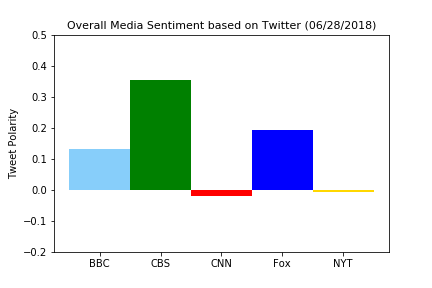 Overall Media Sentiment based on Twitter (06/28/2018)
Tweet Polarity
0.5
0.4
0.3
0.2
0.1
0.0
−0.1
−0.2
BBC CBS CNN Fox NYT